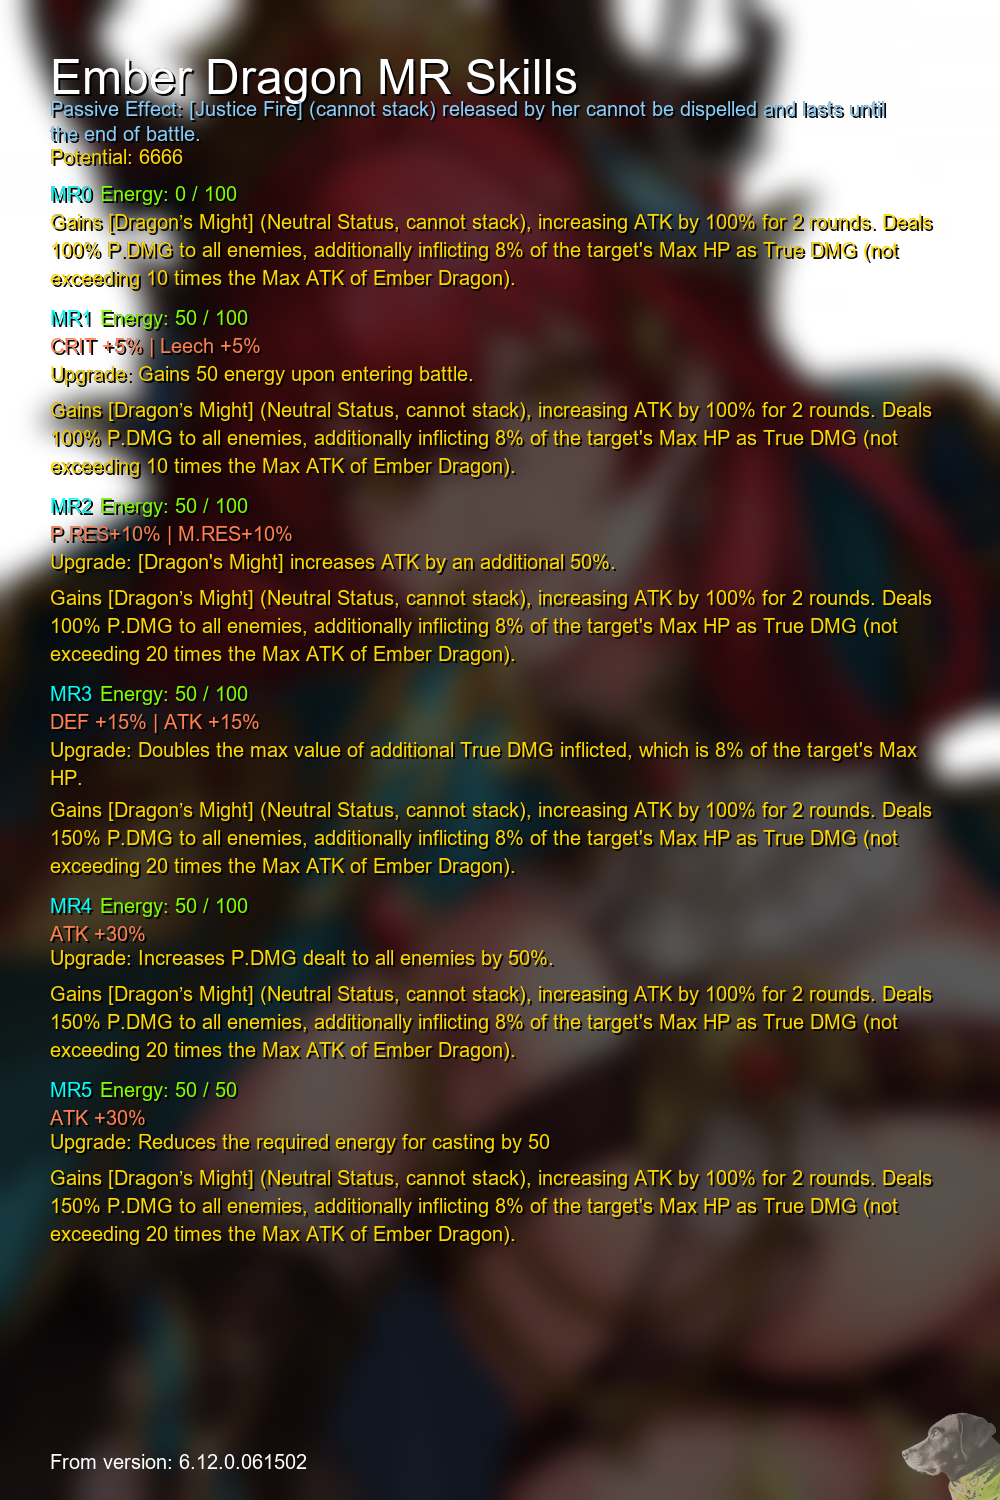 Ember Dragon MR Skills
Passive Effect: [Justice Fire] (cannot stack) released by her cannot be dispelled and lasts until
the end of battle.
Potential: 6666
MR0 Energy: 0 / 100
Gains [Dragon’s Might] (Neutral Status, cannot stack), increasing ATK by 100% for 2 rounds. Deals
100% P.DMG to all enemies, additionally inflicting 8% of the target's Max HP as True DMG (not
exceeding 10 times the Max ATK of Ember Dragon).
MR1 Energy: 50 / 100
CRIT +5% | Leech +5%
Upgrade: Gains 50 energy upon entering battle.
Gains [Dragon’s Might] (Neutral Status, cannot stack), increasing ATK by 100% for 2 rounds. Deals
100% P.DMG to all enemies, additionally inflicting 8% of the target's Max HP as True DMG (not
exceeding 10 times the Max ATK of Ember Dragon).
MR2 Energy: 50 / 100
P.RES+10% | M.RES+10%
Upgrade: [Dragon's Might] increases ATK by an additional 50%.
Gains [Dragon’s Might] (Neutral Status, cannot stack), increasing ATK by 100% for 2 rounds. Deals
100% P.DMG to all enemies, additionally inflicting 8% of the target's Max HP as True DMG (not
exceeding 20 times the Max ATK of Ember Dragon).
MR3 Energy: 50 / 100
DEF +15% | ATK +15%
Upgrade: Doubles the max value of additional True DMG inflicted, which is 8% of the target's Max
HP.
Gains [Dragon’s Might] (Neutral Status, cannot stack), increasing ATK by 100% for 2 rounds. Deals
150% P.DMG to all enemies, additionally inflicting 8% of the target's Max HP as True DMG (not
exceeding 20 times the Max ATK of Ember Dragon).
MR4 Energy: 50 / 100
ATK +30%
Upgrade: Increases P.DMG dealt to all enemies by 50%.
Gains [Dragon’s Might] (Neutral Status, cannot stack), increasing ATK by 100% for 2 rounds. Deals
150% P.DMG to all enemies, additionally inflicting 8% of the target's Max HP as True DMG (not
exceeding 20 times the Max ATK of Ember Dragon).
MR5 Energy: 50 / 50
ATK +30%
Upgrade: Reduces the required energy for casting by 50
Gains [Dragon’s Might] (Neutral Status, cannot stack), increasing ATK by 100% for 2 rounds. Deals
150% P.DMG to all enemies, additionally inflicting 8% of the target's Max HP as True DMG (not
exceeding 20 times the Max ATK of Ember Dragon).
From version: 6.12.0.061502